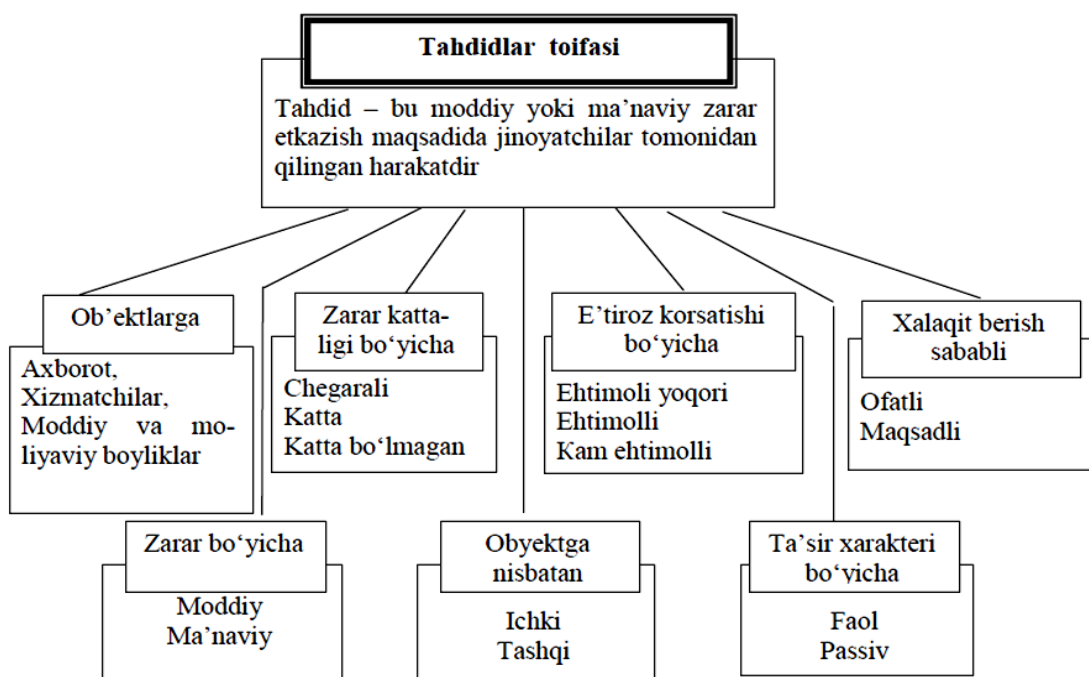 Tahdidlar toifasi
Tahdid – bu moddiy yoki ma’naviy zarar
etkazish maqsadida jinoyatchilar tomonidan
qilingan harakatdir
Ob’ektlarga
Axborot,
Xizmatchilar,
Moddiy va mo-
liyaviy boyliklar
Zarar katta-
ligi bo‘yicha
Chegarali
Katta
Katta bo‘lmagan
E’tiroz korsatishi
bo‘yicha
Ehtimoli yoqori
Ehtimolli
Kam ehtimolli
Xalaqit berish
sababli
Ofatli
Maqsadli
Zarar bo‘yicha
Moddiy
Ma’naviy
Obyektga
nisbatan
Ichki
Tashqi
Ta’sir xarakteri
bo‘yicha
Faol
Passiv